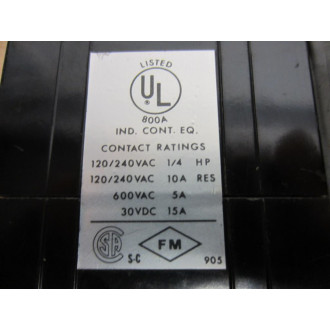 LISTED
UL
®
800A
IND. CONT. EQ.
CONTACT RATINGS
120/240VAC 1/4 HP
120/240VAC 10A RES
600VAC 5A
30VDC 15A
SA S-C FM 905